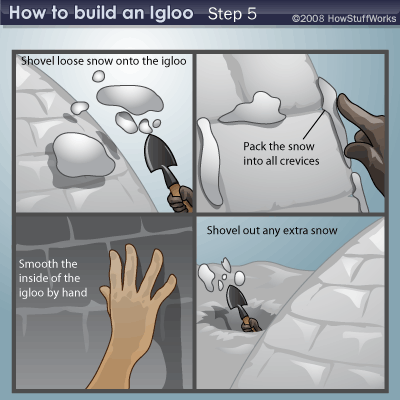 How to build an Igloo Step 5
©2008 HowStuffWorks
Shovel loose snow onto the igloo
Pack the snow
into all crevices
Smooth the
inside of the
igloo by hand
Shovel out any extra snow